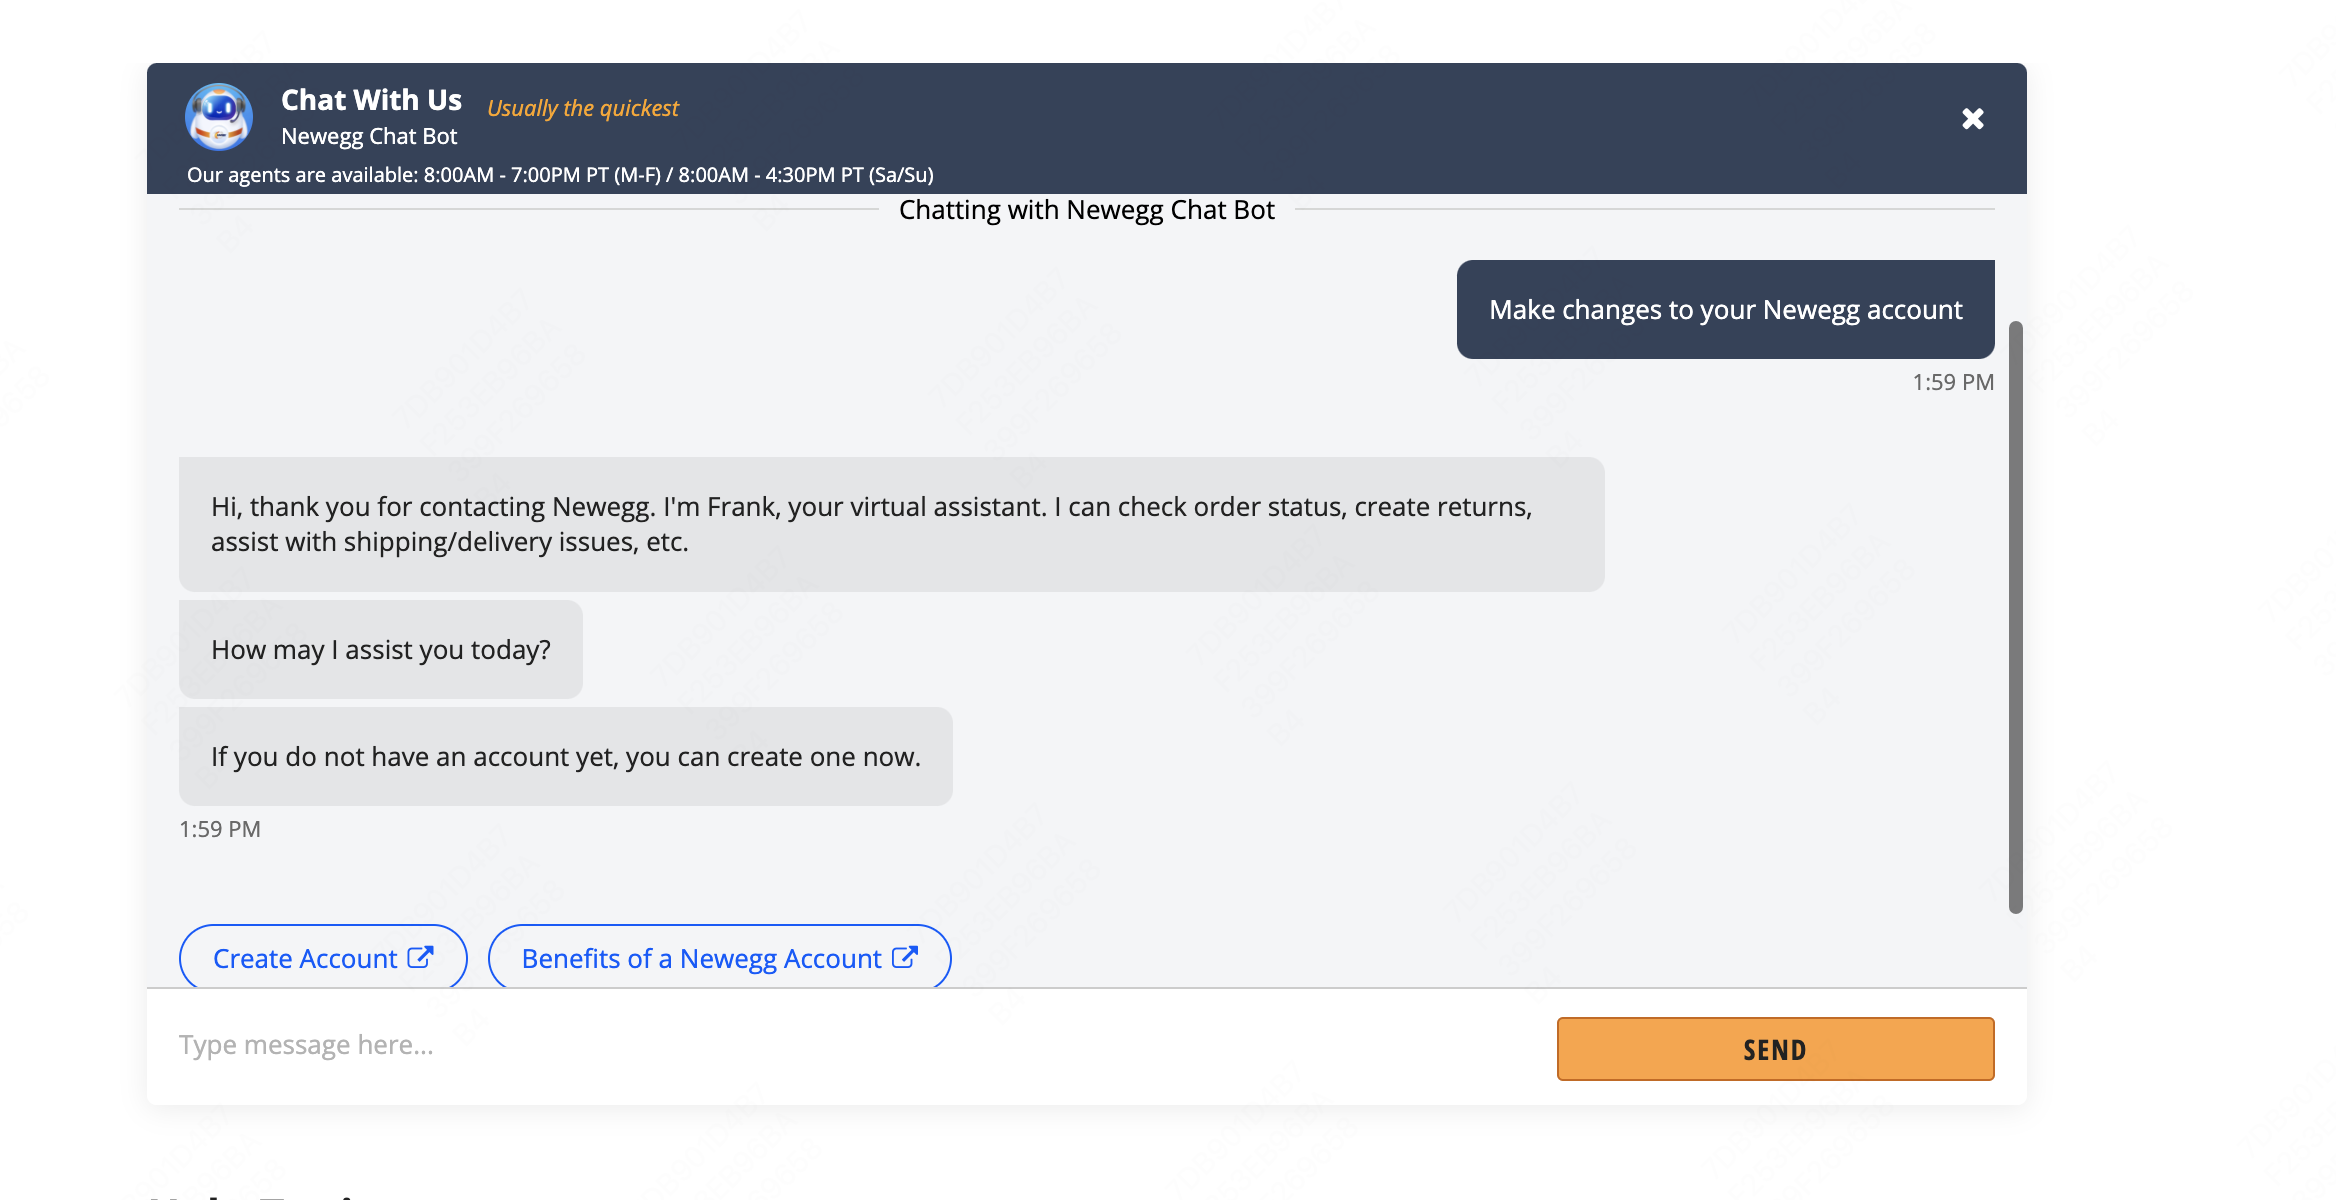 Chat With Us
Usually the quickest
Newegg Chat Bot
Our agents are available: 8:00AM - 7:00PM PT (M-F) / 8:00AM - 4:30PM PT (Sa/Su)
Chatting with Newegg Chat Bot
Make changes to your Newegg account
1:59 PM
Hi, thank you for contacting Newegg. I'm Frank, your virtual assistant. I can check order status, create returns,
assist with shipping/delivery issues, etc.
How may I assist you today?
If you do not have an account yet, you can create one now.
1:59 PM
Create Account
Benefits of a Newegg Account
Type message here...
SEND